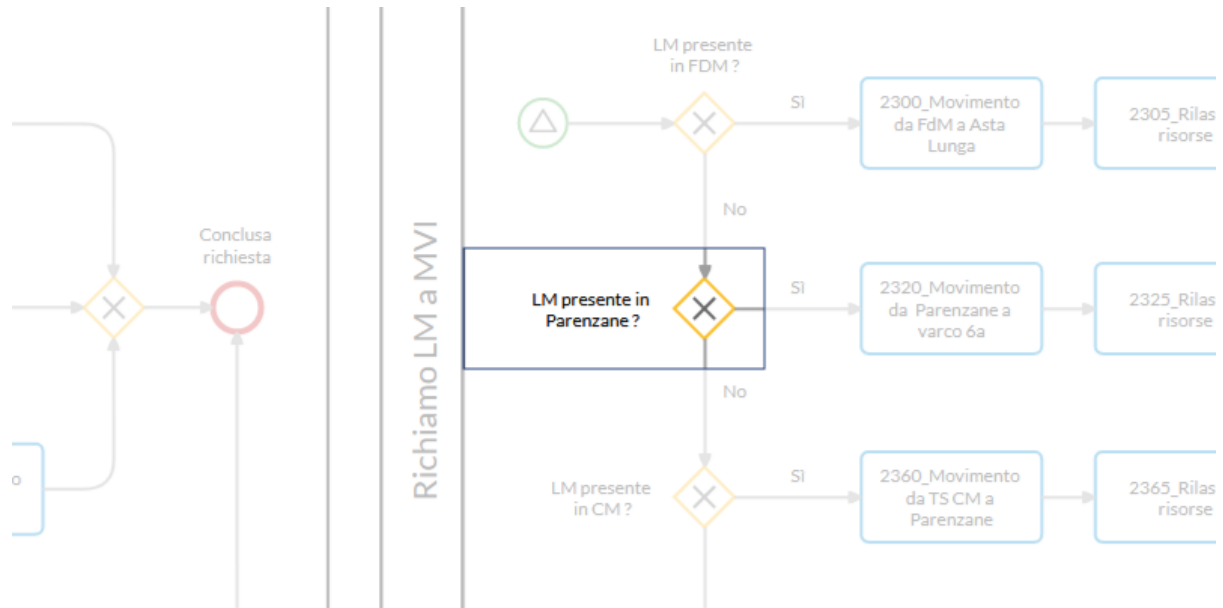 LM presente
in FDM ?
Sì
2300_Movimento
da FdM a Asta
Lunga
2305_Rilas
risorse
No
Conclusa
richiesta
Richiamo LM a MVI
LM presente in
Parenzane ?
Sì
2320_Movimento
da Parenzane a
varco 6a
2325_Rilas
risorse
No
o
LM presente
in CM ?
Sì
2360_Movimento
da TS CM a
Parenzane
2365_Rilas
risorse